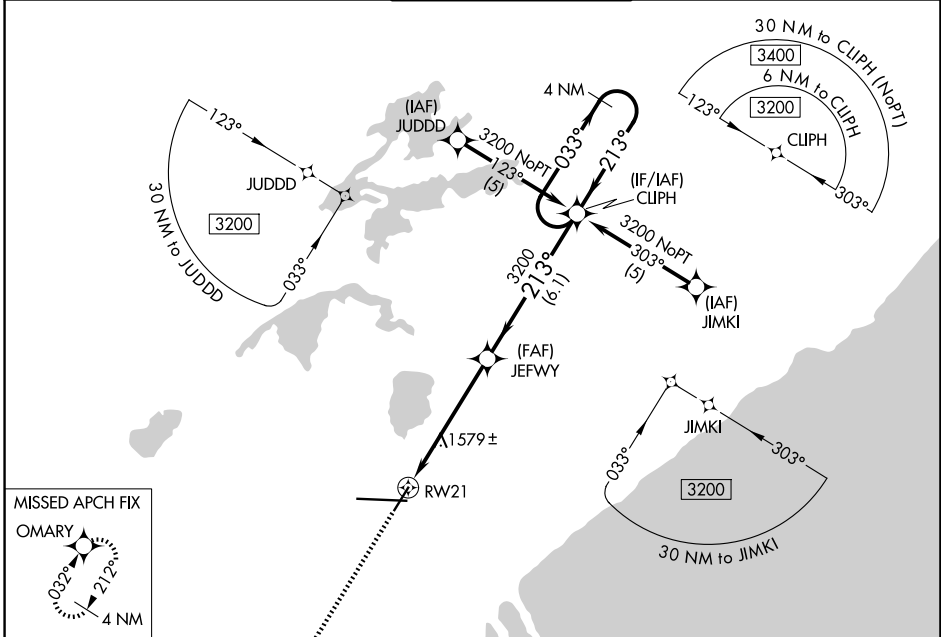 30 NM to CLIPH (NoPT)
3400
6 NM to CLIPH
3200
123°
CLIPH
303°
4 NM
(IAF)
JUDDD
3200 NoPT
123°
(5)
033°
213°
(IF/IAF)
CLIPH
123°
JUDDD
3200
033°
30 NM to JUDDD
3200 NoPT
303°
(5)
(IAF)
JIMKI
3200
213°
(6.1)
(FAF)
JEFWY
1579±
RW21
JIMKI
033°
303°
3200
30 NM to JIMKI
MISSED APCH FIX
OMARY
032°
212°
4 NM